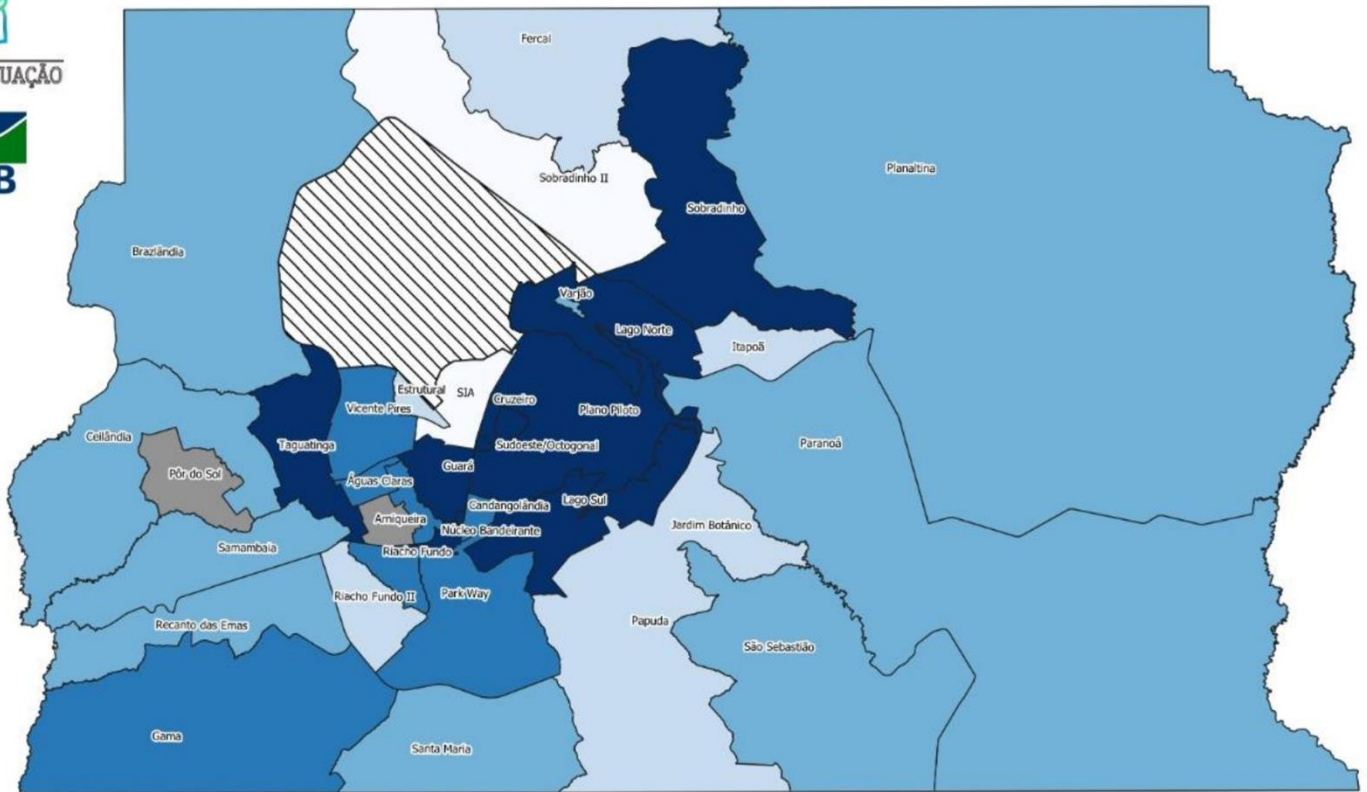 UAÇÃO
B
Fercal
Sobradinho II
Planaltina
Sobradinho
Brazlândia
Varjão
Lago Norte
Itapoã
Estrutural
SIA
Cruzeiro
Vicente Pires
Plano Piloto
Ceilândia
Taguatinga
Sudoeste/Octogonal
Paranoá
Guará
Pôr do Sol
Águas Claras
Lago Sul
Candangolândia
Arniqueira
Jardim Botânico
Núcleo Bandeirante
Samambaia
Riacho Fundo
Riacho Fundo II
Park Way
Recanto das Emas
Papuda
São Sebastião
Gama
Santa Maria